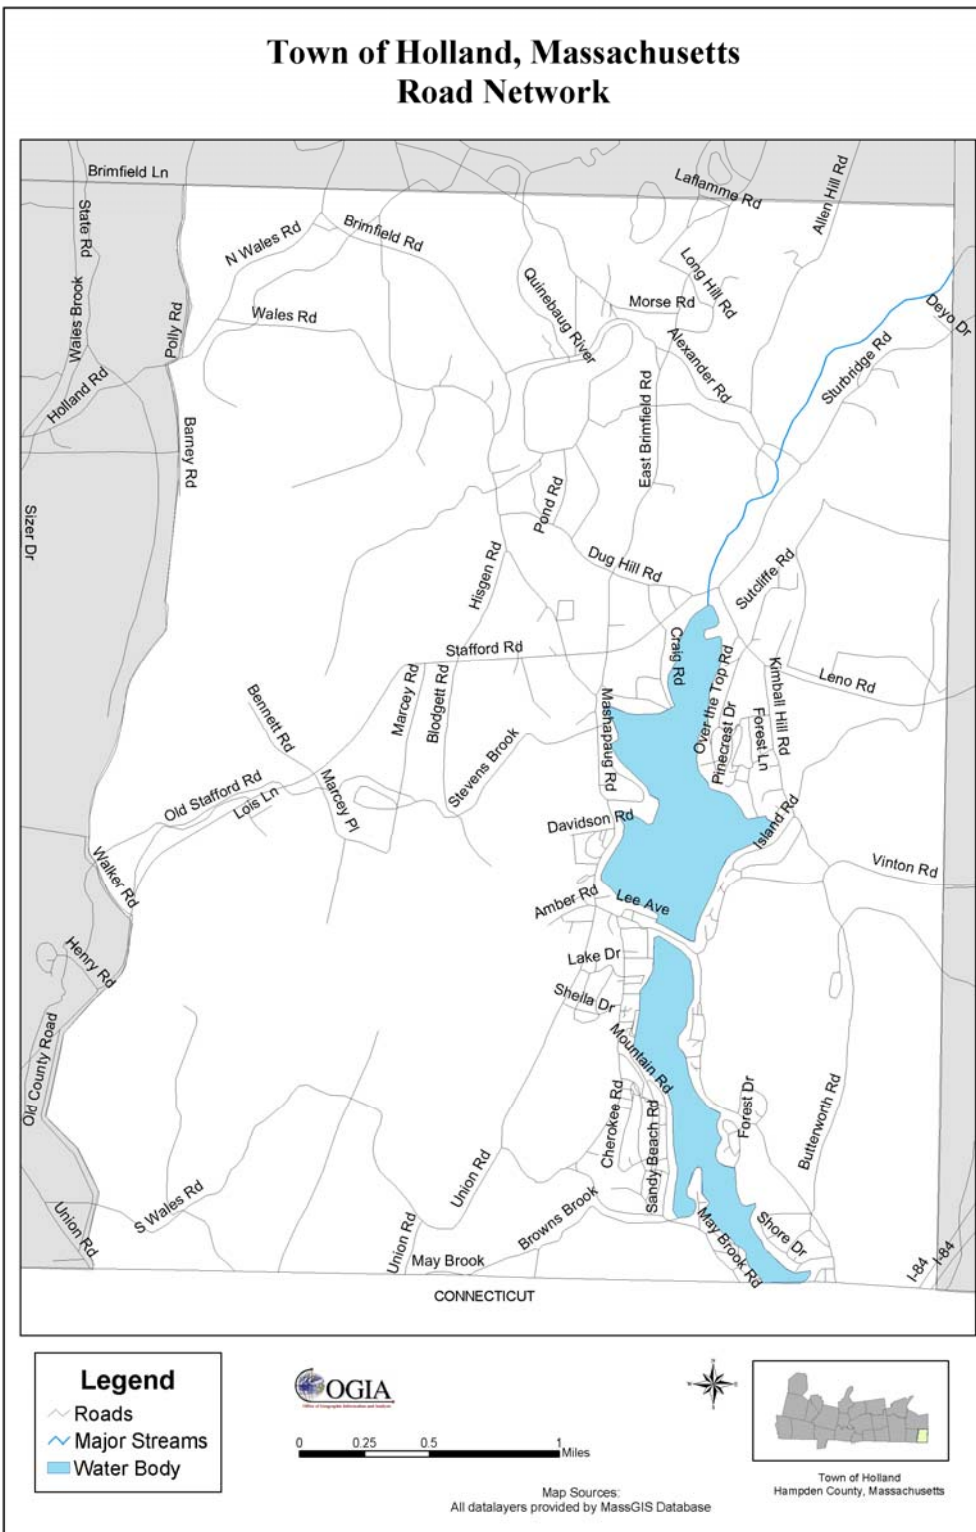 Town of Holland, Massachusetts
Road Network
Brimfield Ln
Laflamme Rd
Allen Hill Rd
State Rd
N Wales Rd
Brimfield Rd
Long Hill Rd
Quinebaug River
Morse Rd
Deyo Dr
Wales Brook
Polly Rd
Wales Rd
Alexander Rd
Sturbridge Rd
Holland Rd
Barney Rd
East Brimfield Rd
Sizer Dr
Pond Rd
Hisgen Rd
Dug Hill Rd
Sutcliffe Rd
Stafford Rd
Craig Rd
Over the Top Rd
Kimball Hill Rd
Leno Rd
Bennett Rd
Marcey Rd
Blodgett Rd
Mashapaug Rd
Pinecrest Dr
Forest Ln
Stevens Brook
Old Stafford Rd
Lois Ln
Marcey Pl
Davidson Rd
Island Rd
Vinton Rd
Walker Rd
Amber Rd
Lee Ave
Henry Rd
Lake Dr
Sheila Dr
Old County Road
Mountain Rd
Cherokee Rd
Sandy Beach Rd
Forest Dr
Butterworth Rd
Union Rd
S Wales Rd
Union Rd
Union Rd
Browns Brook
May Brook
May Brook Rd
Shore Dr
I-84
I-84
CONNECTICUT
Legend
Roads
Major Streams
Water Body
OGIA
Office of Geographic Information and Analysis
0 0.25 0.5 1
Miles
N
W E
S
Map Sources:
All datalayers provided by MassGIS Database
Town of Holland
Hampden County, Massachusetts